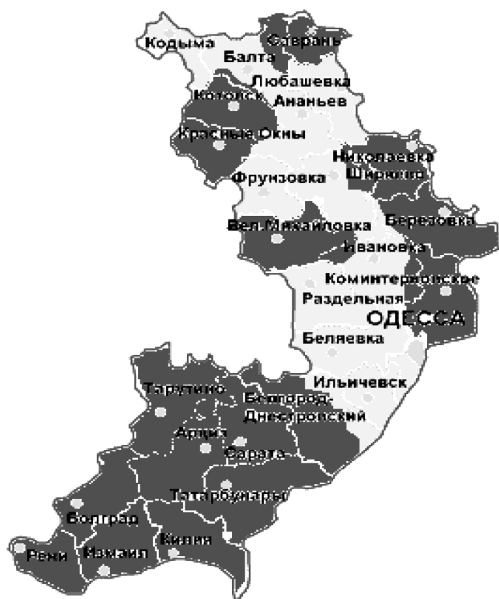 Кодыма
Саврань
Балта
Любашевка
Котовск
Ананьев
Красные Окны
Николаевка
Ширяево
Фрунзовка
Вел.Михайловка
Березовка
Ивановка
Коминтерновское
Раздельная
ОДЕССА
Беляевка
Ильичевск
Тарутино
Белгород-
Днестровский
Арциз
Сарата
Татарбунары
Болград
Килия
Рени
Измаил